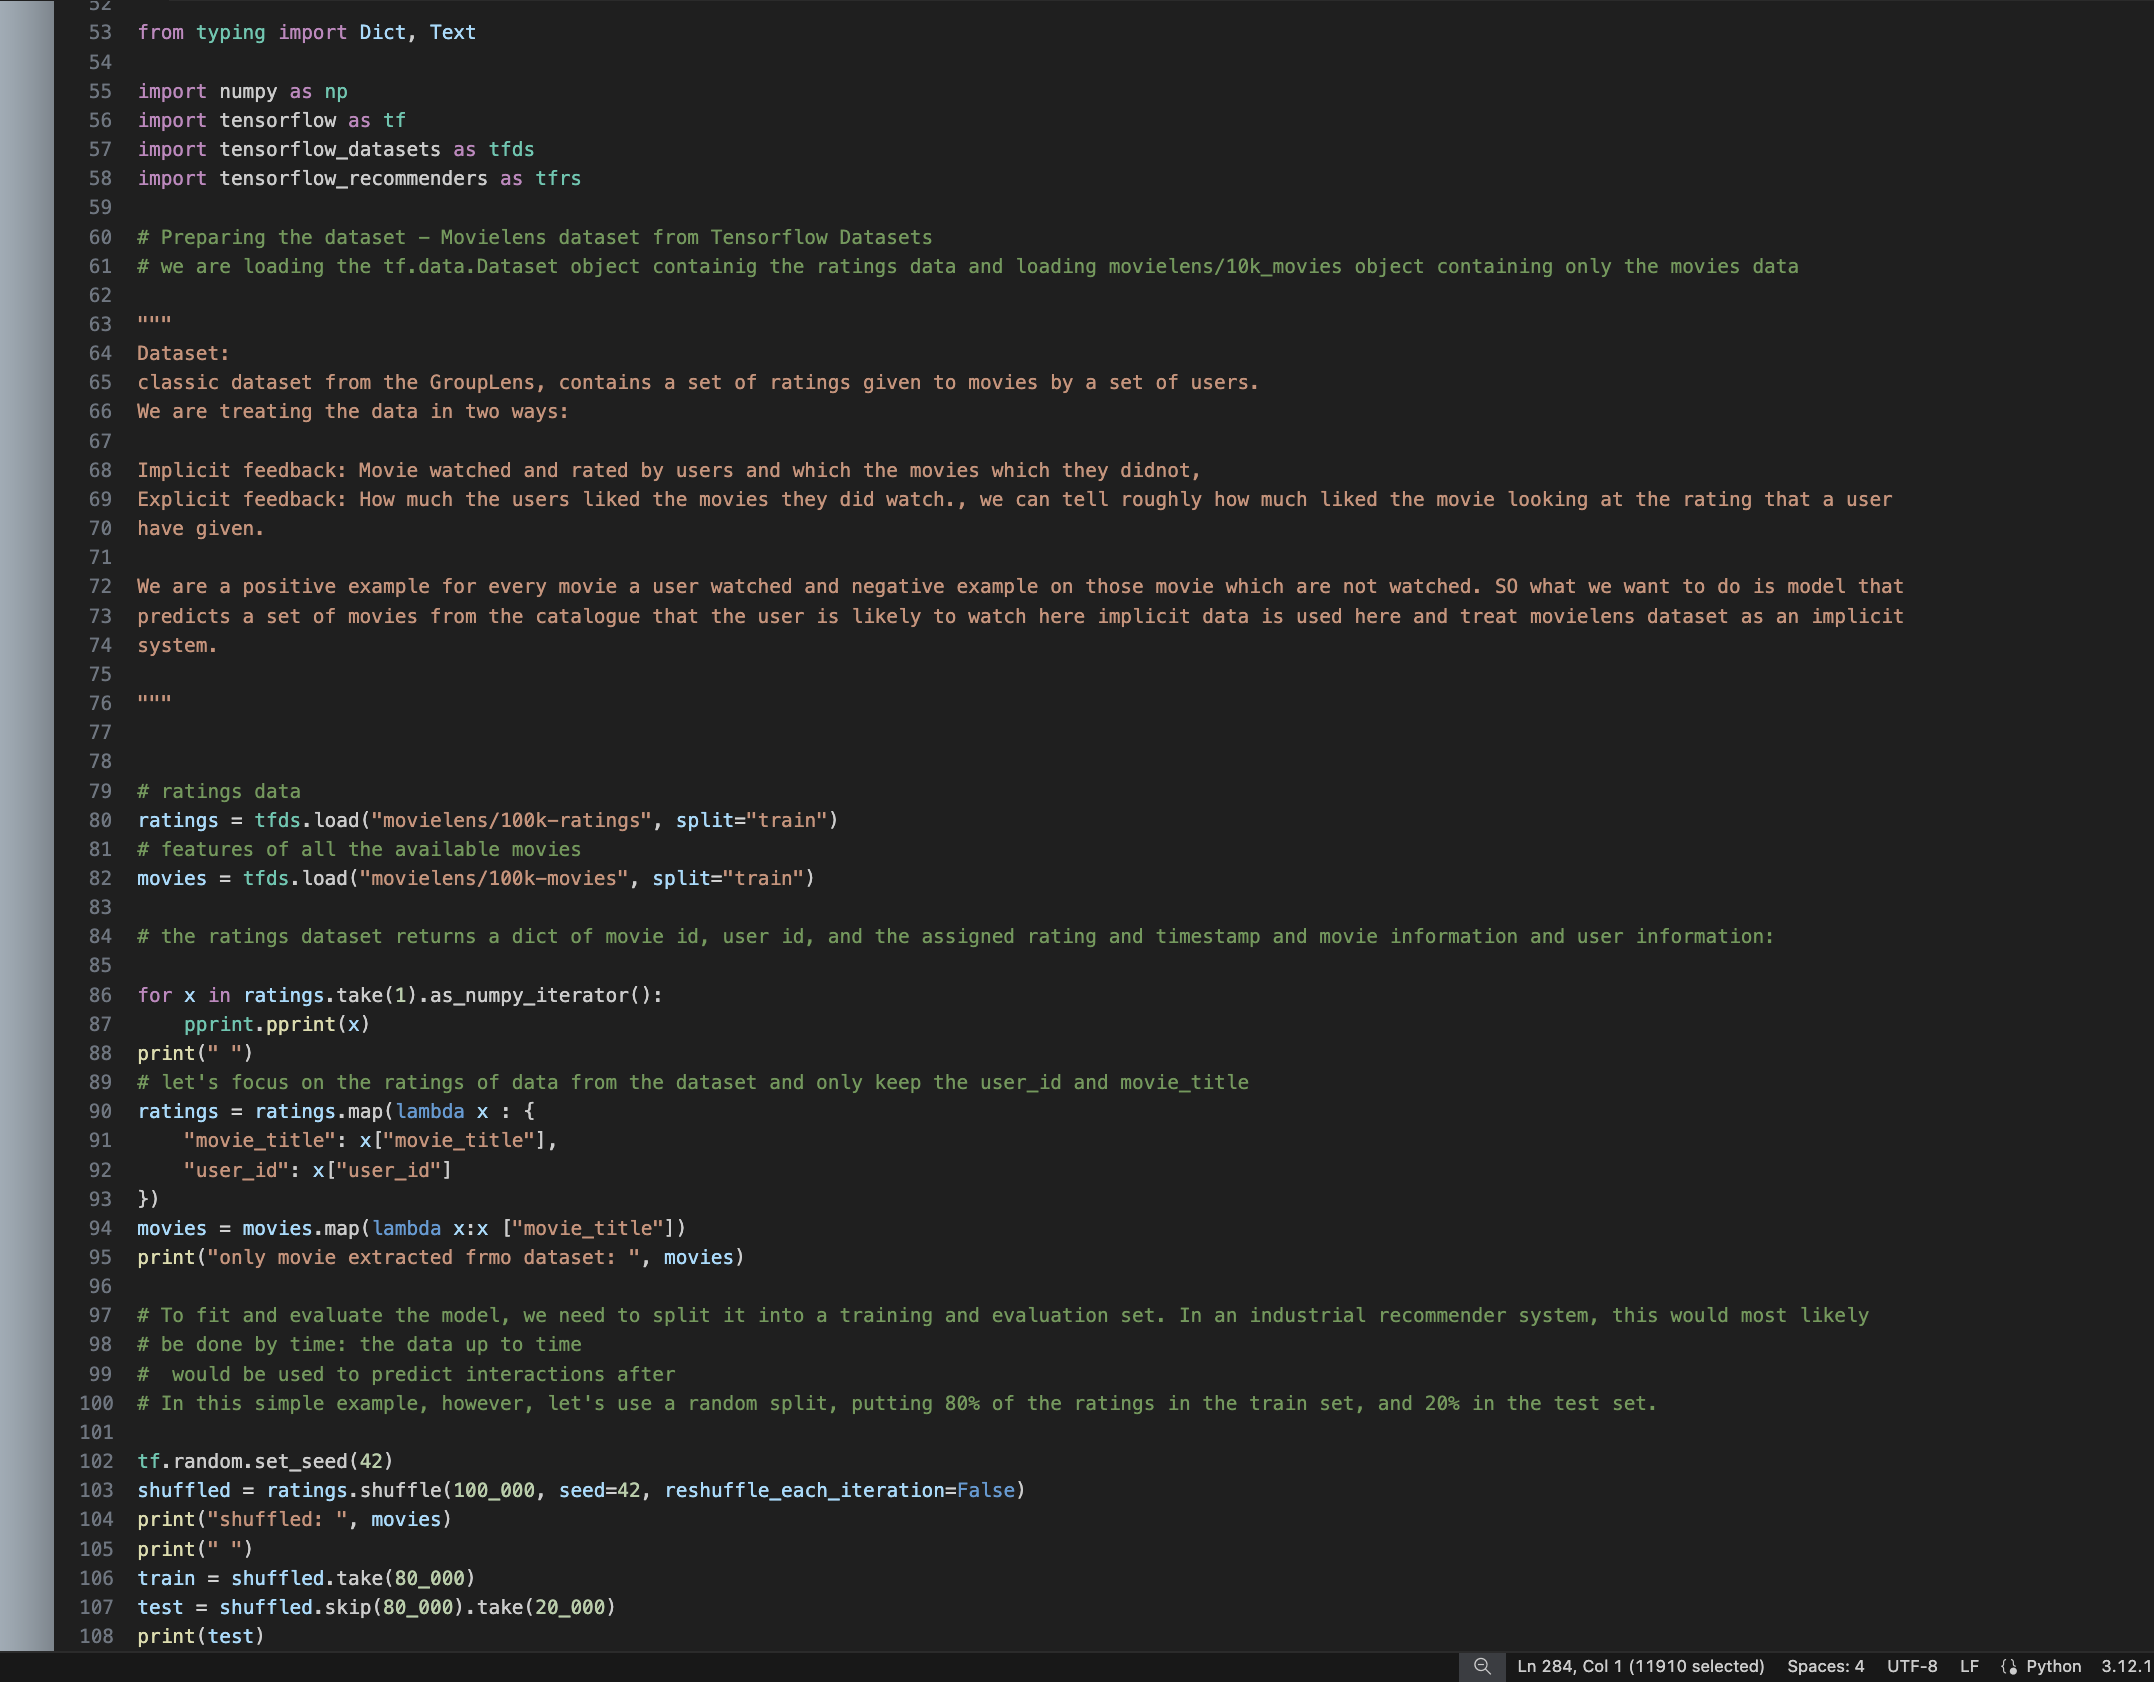 52
53 from typing import Dict, Text
54
55 import numpy as np
56 import tensorflow as tf
57 import tensorflow_datasets as tfds
58 import tensorflow_recommenders as tfrs
59
60 # Preparing the dataset – Movielens dataset from Tensorflow Datasets
61 # we are loading the tf.data.Dataset object containig the ratings data and loading movielens/10k_movies object containing only the movies data
62
63 """
64 Dataset:
65 classic dataset from the GroupLens, contains a set of ratings given to movies by a set of users.
66 We are treating the data in two ways:
67
68 Implicit feedback: Movie watched and rated by users and which the movies which they didnot,
69 Explicit feedback: How much the users liked the movies they did watch., we can tell roughly how much liked the movie looking at the rating that a user
70 have given.
71
72 We are a positive example for every movie a user watched and negative example on those movie which are not watched. SO what we want to do is model that
73 predicts a set of movies from the catalogue that the user is likely to watch here implicit data is used here and treat movielens dataset as an implicit
74 system.
75
76 """
77
78
79 # ratings data
80 ratings = tfds.load("movielens/100k-ratings", split="train")
81 # features of all the available movies
82 movies = tfds.load("movielens/100k-movies", split="train")
83
84 # the ratings dataset returns a dict of movie id, user id, and the assigned rating and timestamp and movie information and user information:
85
86 for x in ratings.take(1).as_numpy_iterator():
87     pprint.pprint(x)
88 print(" ")
89 # let's focus on the ratings of data from the dataset and only keep the user_id and movie_title
90 ratings = ratings.map(lambda x : {
91     "movie_title": x["movie_title"],
92     "user_id": x["user_id"]
93 })
94 movies = movies.map(lambda x:x ["movie_title"])
95 print("only movie extracted frmo dataset: ", movies)
96
97 # To fit and evaluate the model, we need to split it into a training and evaluation set. In an industrial recommender system, this would most likely
98 # be done by time: the data up to time
99 #  would be used to predict interactions after
100 # In this simple example, however, let's use a random split, putting 80% of the ratings in the train set, and 20% in the test set.
101
102 tf.random.set_seed(42)
103 shuffled = ratings.shuffle(100_000, seed=42, reshuffle_each_iteration=False)
104 print("shuffled: ", movies)
105 print(" ")
106 train = shuffled.take(80_000)
107 test = shuffled.skip(80_000).take(20_000)
108 print(test)
Ln 284, Col 1 (11910 selected) Spaces: 4 UTF-8 LF Python 3.12.1